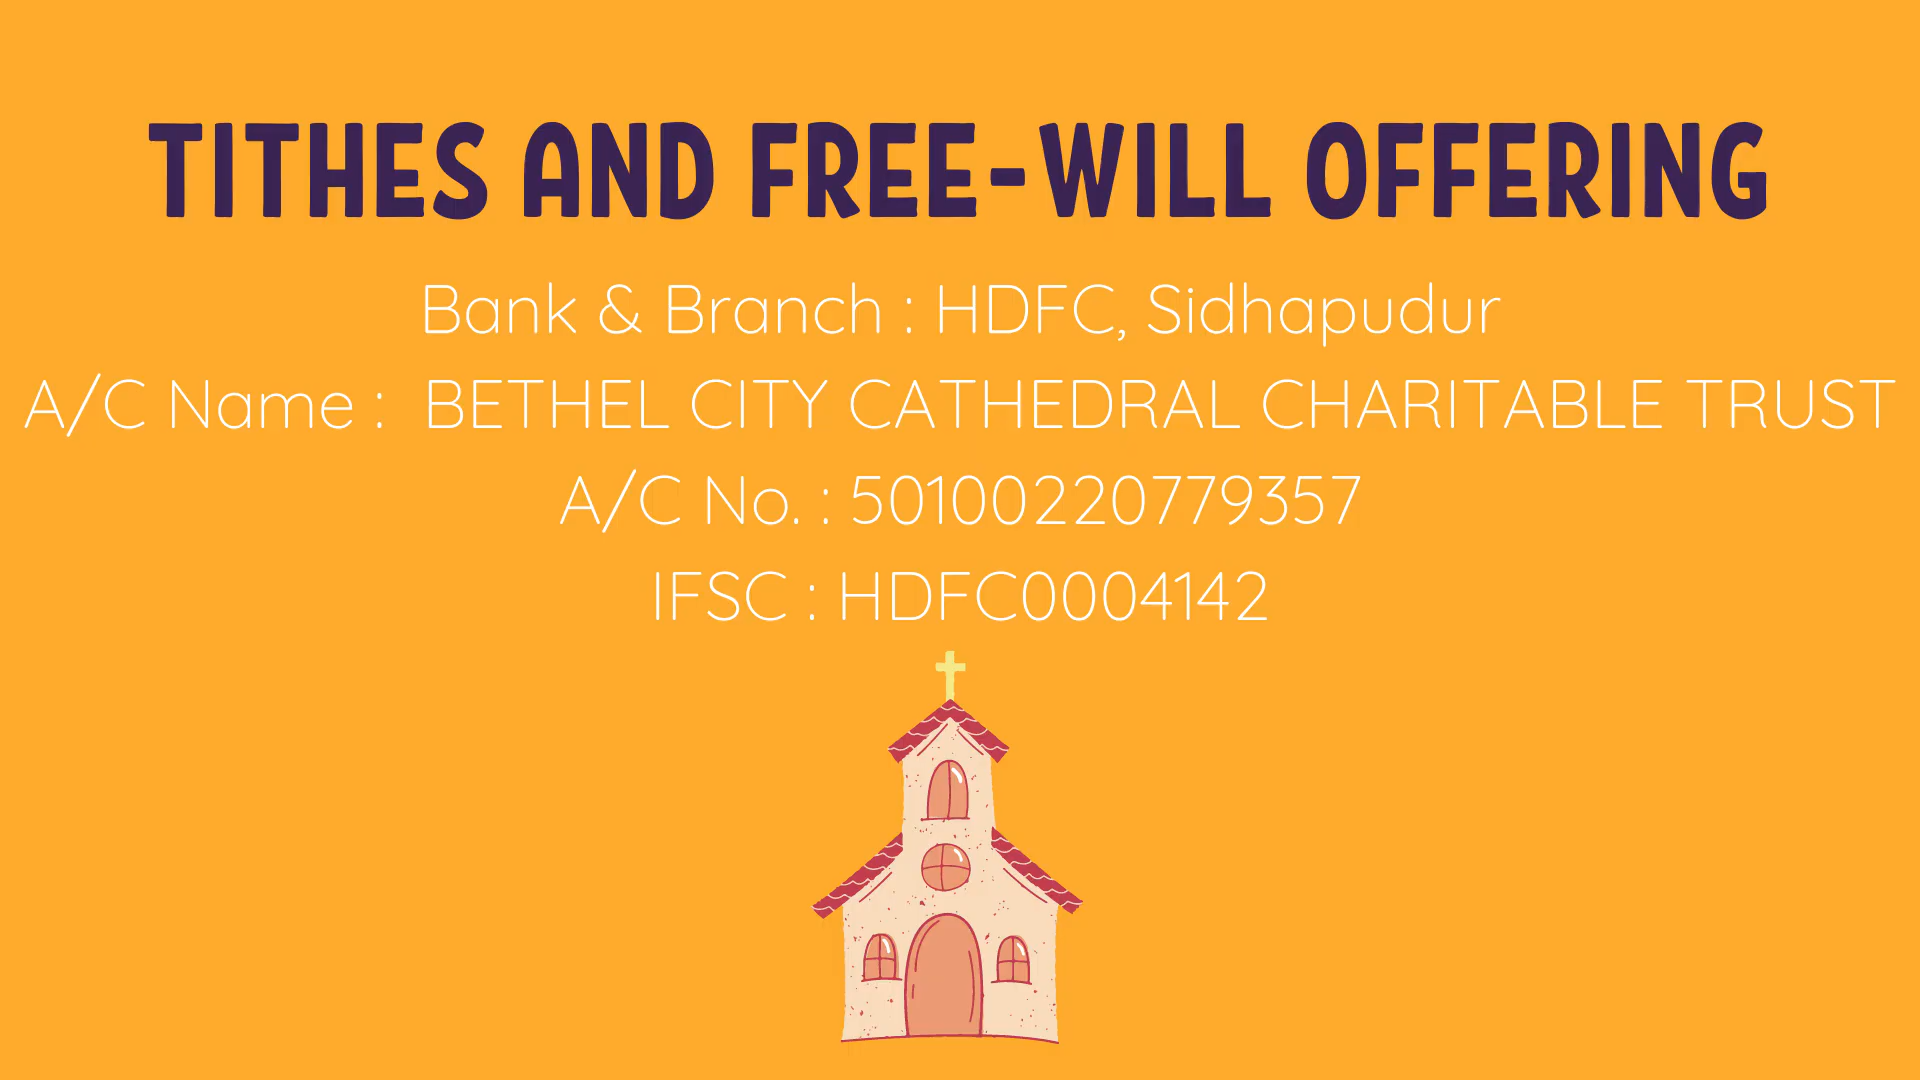 TITHES AND FREE-WILL OFFERING
Bank & Branch : HDFC, Sidhapudur
A/C Name : BETHEL CITY CATHEDRAL CHARITABLE TRUST
A/C No. : 50100220779357
IFSC : HDFC0004142